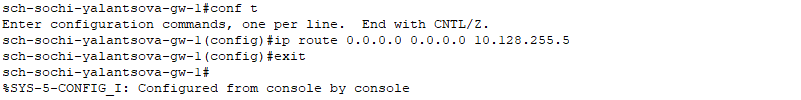 sch-sochi-yalantsova-gw-1#conf t
Enter configuration commands, one per line.  End with CNTL/Z.
sch-sochi-yalantsova-gw-1(config)#ip route 0.0.0.0 0.0.0.0 10.128.255.5
sch-sochi-yalantsova-gw-1(config)#exit
sch-sochi-yalantsova-gw-1#
%SYS-5-CONFIG_I: Configured from console by console